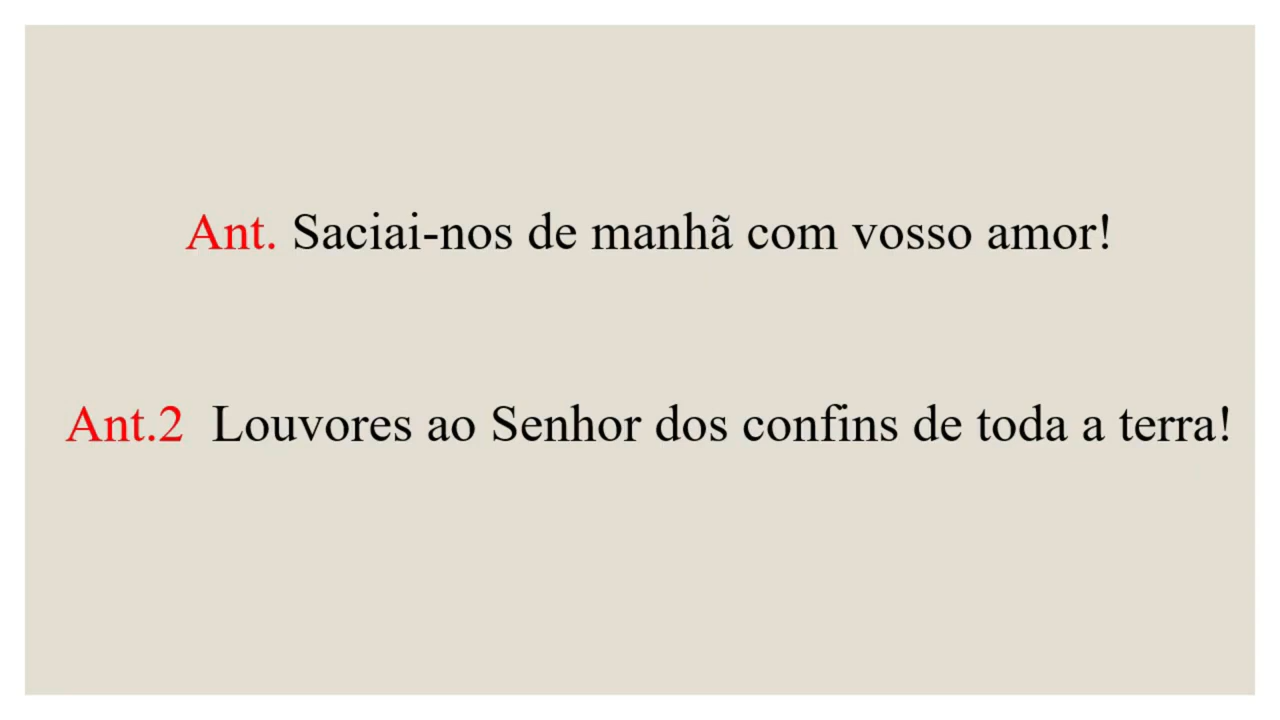 Ant. Saciai-nos de manhã com vosso amor!
Ant.2 Louvores ao Senhor dos confins de toda a terra!